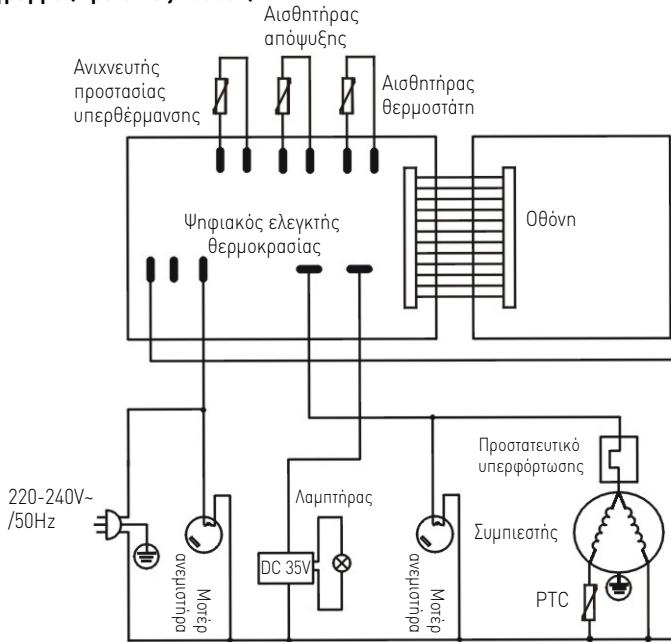 Αισθητήρας
απόψυξης
Ανιχνευτής
προστασίας
υπερθέρμανσης
Αισθητήρας
θερμοστάτη
Ψηφιακός ελεγκτής
θερμοκρασίας
Οθόνη
Προστατευτικό
υπερφόρτωσης
220-240V~
/50Hz
Λαμπτήρας
Συμπιεστής
DC 35V
Μοτέρ
ανεμιστήρα
Μοτέρ
ανεμιστήρα
PTC